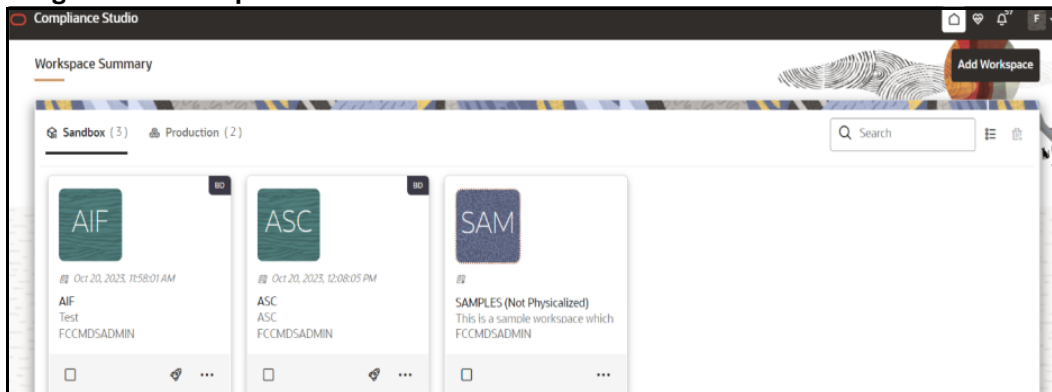 Compliance Studio
57
F
Workspace Summary
Add Workspace
Sandbox (3)
Production (2)
Search
BD
AIF
Oct 20, 2023, 11:58:01 AM
AIF
Test
FCCMDSADMIN
BD
ASC
Oct 20, 2023, 12:08:05 PM
ASC
ASC
FCCMDSADMIN
SAM
SAMPLES (Not Physicalized)
This is a sample workspace which
FCCMDSADMIN